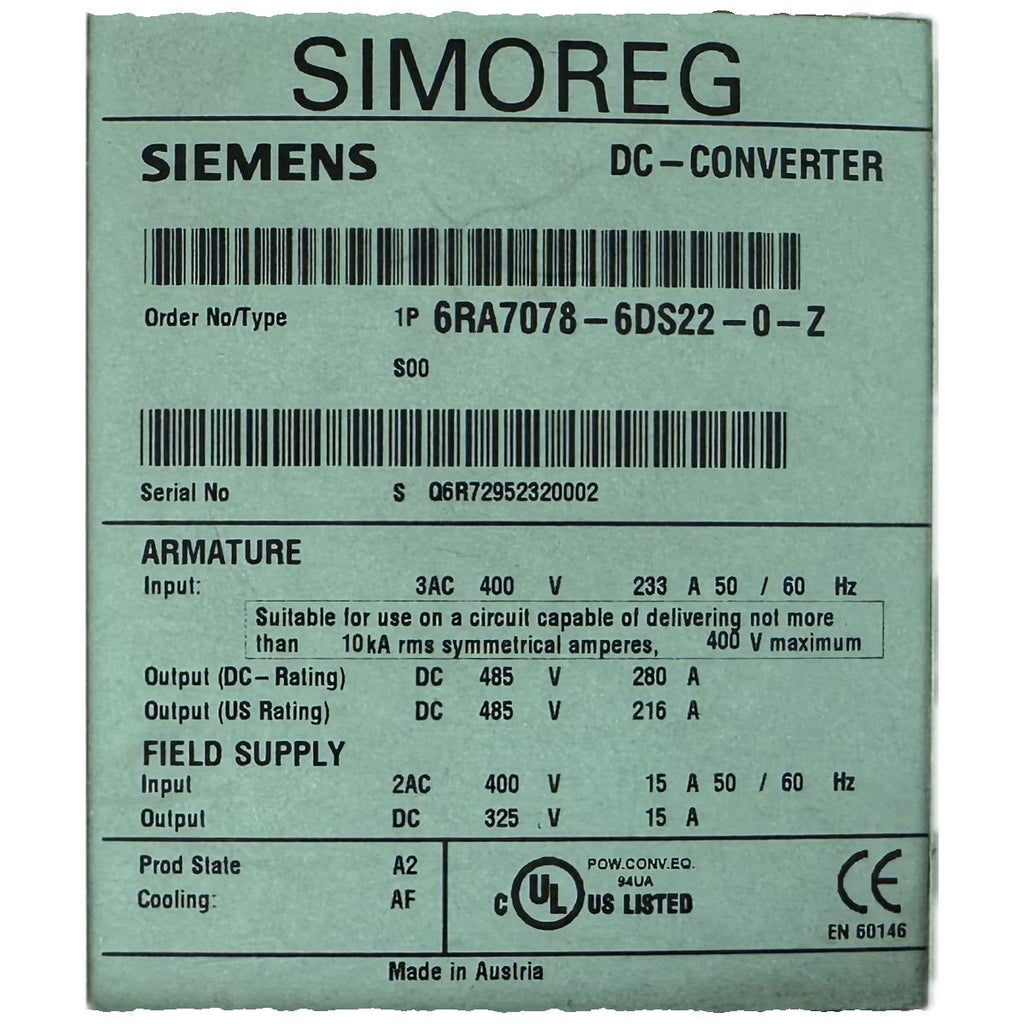 SIMOREG
SIEMENS DC-CONVERTER
Order No/Type 1P 6RA7078-6DS22-0-Z
S00
Serial No S Q6R72952320002
ARMATURE
Input: 3AC 400 V 233 A 50 / 60 Hz
Suitable for use on a circuit capable of delivering not more
than 10kA rms symmetrical amperes, 400 V maximum
Output (DC-Rating) DC 485 V 280 A
Output (US Rating) DC 485 V 216 A
FIELD SUPPLY
Input 2AC 400 V 15 A 50 / 60 Hz
Output DC 325 V 15 A
Prod State A2
Cooling: AF
POW.CONV.EQ.
94UA
C UL US LISTED
CE
EN 60146
Made in Austria